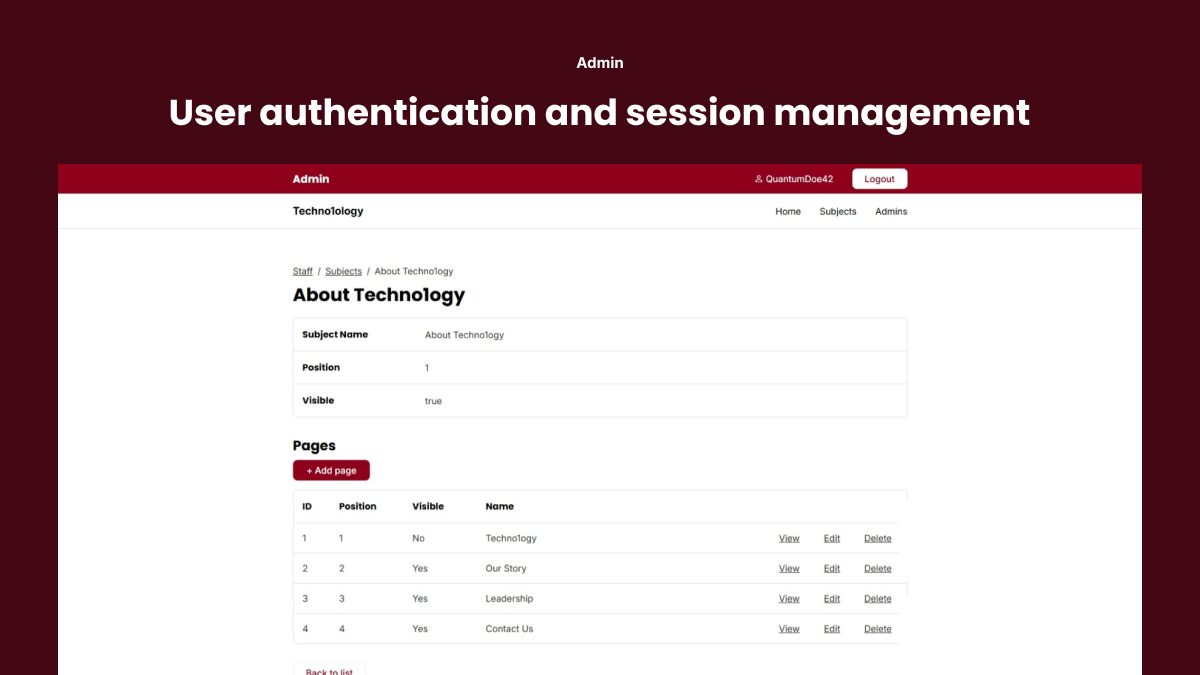 Admin
User authentication and session management
Admin QuantumDoe42 Logout
Techno1ology Home Subjects Admins
Staff / Subjects / About Techno1ogy
About Techno1ogy
Subject Name About Techno1ogy
Position 1
Visible true
Pages
+ Add page
ID Position Visible Name
1 1 No Techno1ogy View Edit Delete
2 2 Yes Our Story View Edit Delete
3 3 Yes Leadership View Edit Delete
4 4 Yes Contact Us View Edit Delete
Back to list